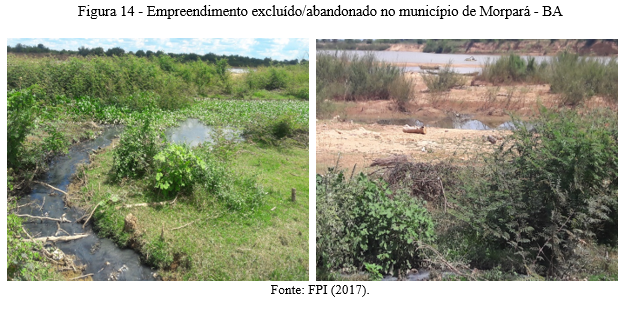 Figura 14 - Empreendimento excluído/abandonado no município de Morpará - BA
Fonte: FPI (2017).